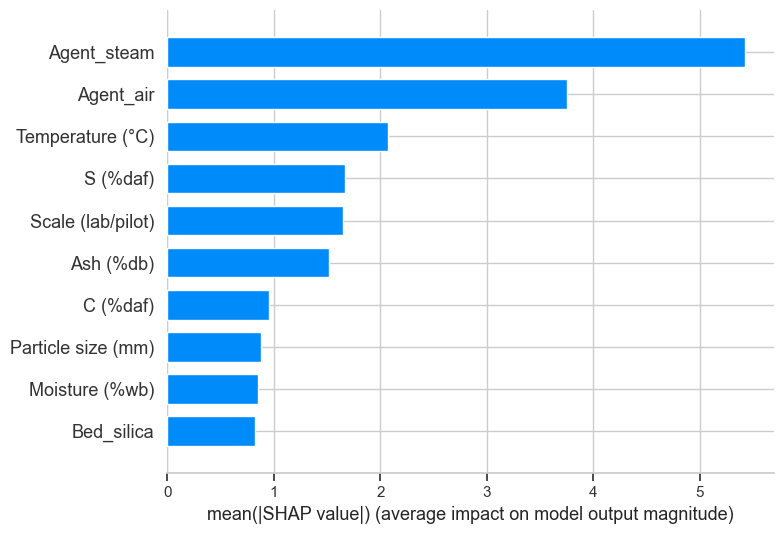 Agent_steam
Agent_air
Temperature (°C)
S (%daf)
Scale (lab/pilot)
Ash (%db)
C (%daf)
Particle size (mm)
Moisture (%wb)
Bed_silica
0 1 2 3 4 5
mean(|SHAP value|) (average impact on model output magnitude)